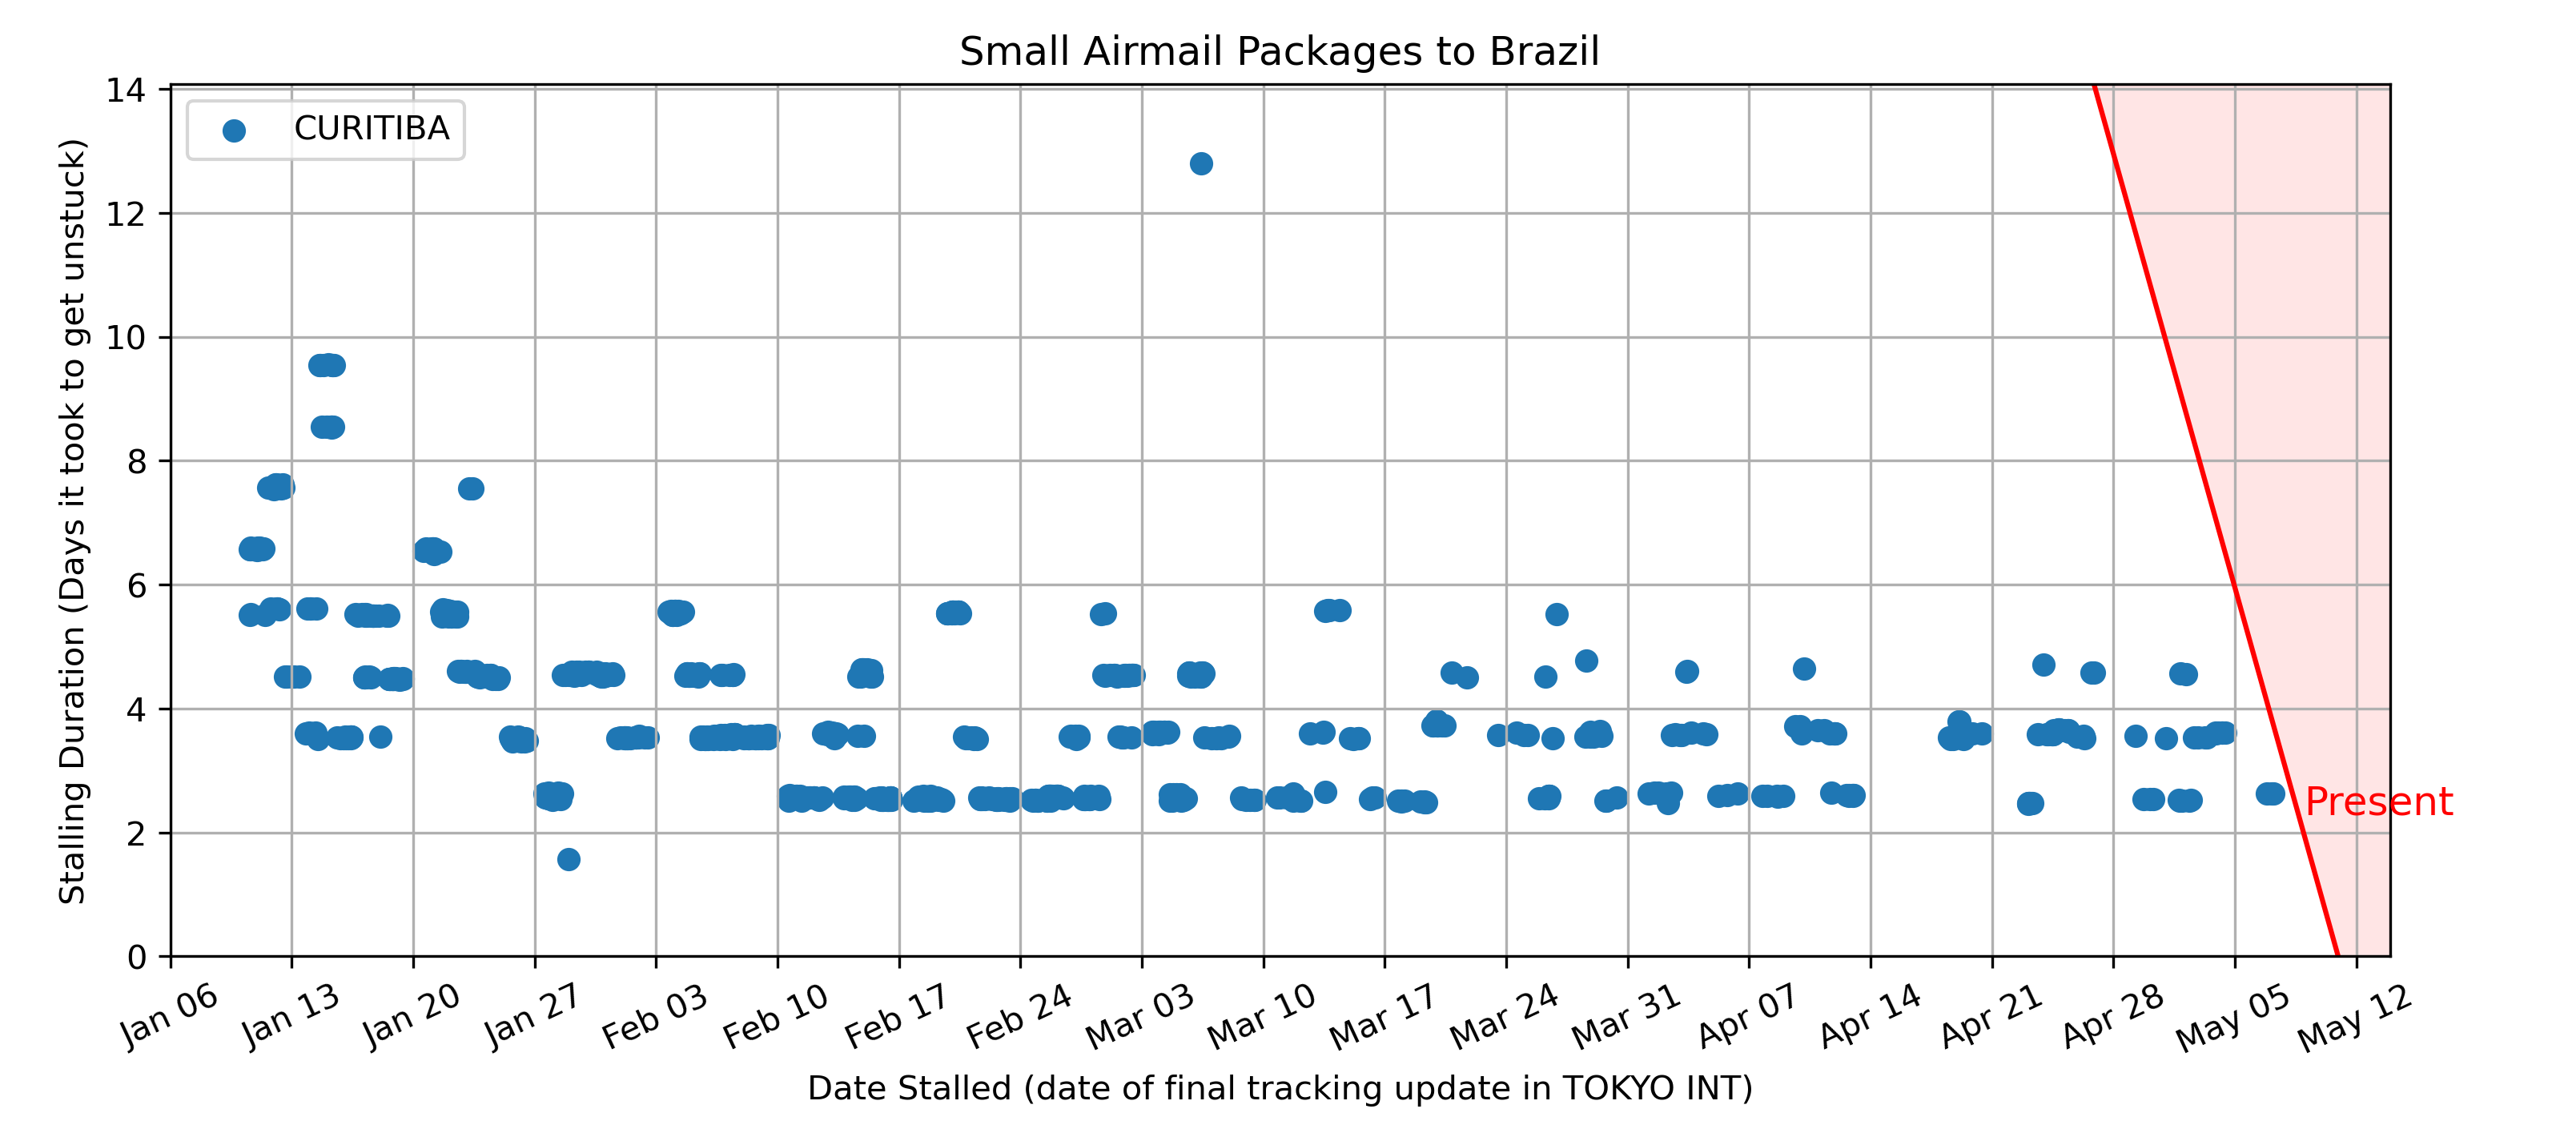 Small Airmail Packages to Brazil
CURITIBA
Stalling Duration (Days it took to get unstuck)
14
12
10
8
6
4
2
0
Present
Jan 06 Jan 13 Jan 20 Jan 27 Feb 03 Feb 10 Feb 17 Feb 24 Mar 03 Mar 10 Mar 17 Mar 24 Mar 31 Apr 07 Apr 14 Apr 21 Apr 28 May 05 May 12
Date Stalled (date of final tracking update in TOKYO INT)